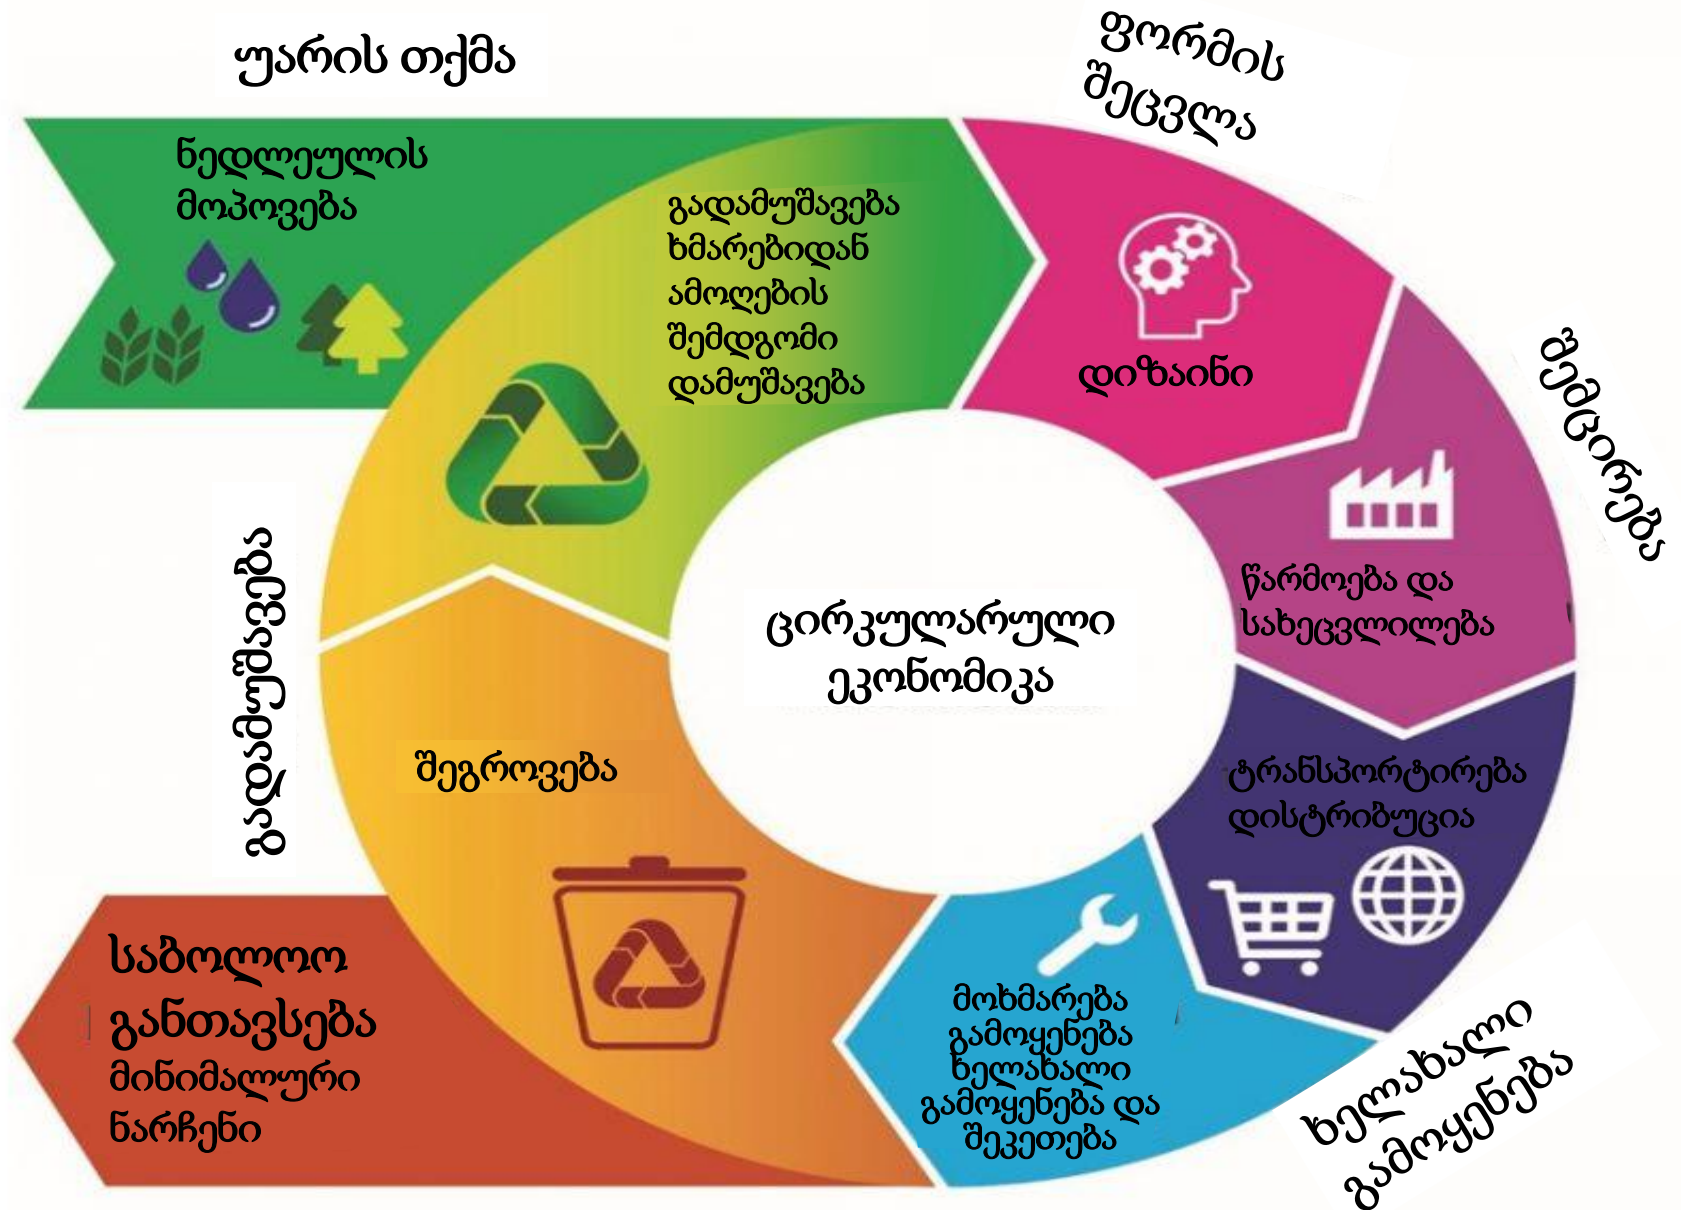 უარის თქმა
ფორმის
შეცვლა
ნედლეულის
მოპოვება
გადამუშავება
ხმარებიდან
ამოღების
შემდგომი
დამუშავება
დიზაინი
შემცირება
წარმოება და
სახეცვლილება
ცირკულარული
ეკონომიკა
გადამუშავება
შეგროვება
ტრანსპორტირება
დისტრიბუცია
საბოლოო
განთავსება
მინიმალური
ნარჩენი
მოხმარება
გამოყენება
ხელახალი
გამოყენება და
შეკეთება
ხელახალი
გამოყენება